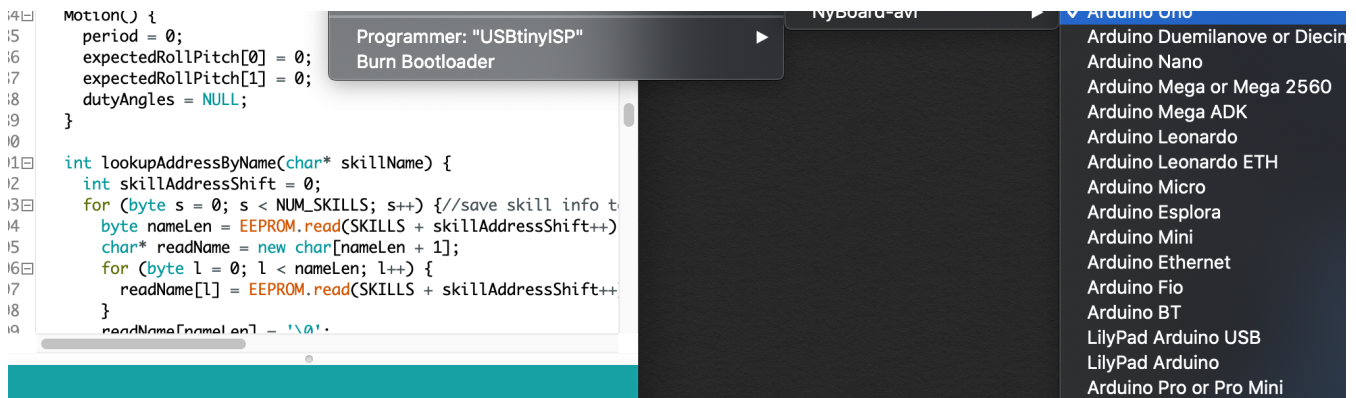 Motion() {
period = 0;
expectedRollPitch[0] = 0;
expectedRollPitch[1] = 0;
dutyAngles = NULL;
}
int lookupAddressByName(char* skillName) {
int skillAddressShift = 0;
for (byte s = 0; s < NUM_SKILLS; s++) {//save skill info t
byte nameLen = EEPROM.read(SKILLS + skillAddressShift++)
char* readName = new char[nameLen + 1];
for (byte l = 0; l < nameLen; l++) {
readName[l] = EEPROM.read(SKILLS + skillAddressShift++
}
readName[nameLen] = '\0';
Programmer: "USBtinyISP"
Burn Bootloader
NyBoard-avr
Arduino Uno
Arduino Duemilanove or Diecim
Arduino Nano
Arduino Mega or Mega 2560
Arduino Mega ADK
Arduino Leonardo
Arduino Leonardo ETH
Arduino Micro
Arduino Esplora
Arduino Mini
Arduino Ethernet
Arduino Fio
Arduino BT
LilyPad Arduino USB
LilyPad Arduino
Arduino Pro or Pro Mini